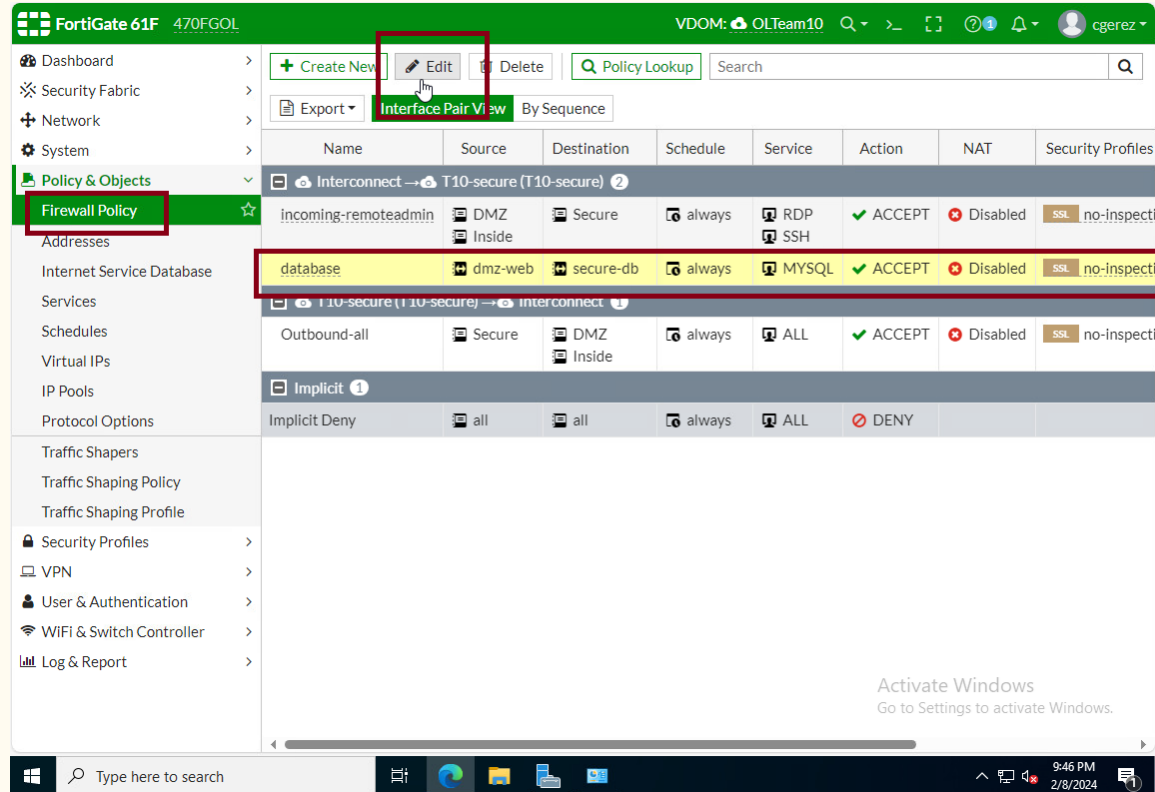 FortiGate 61F 470FGOL VDOM: OLTeam10 1 cgerez
Dashboard
Security Fabric
Network
System
Policy & Objects
Firewall Policy
Addresses
Internet Service Database
Services
Schedules
Virtual IPs
IP Pools
Protocol Options
Traffic Shapers
Traffic Shaping Policy
Traffic Shaping Profile
Security Profiles
VPN
User & Authentication
WiFi & Switch Controller
Log & Report
+ Create New Edit Delete Policy Lookup Search
Export Interface Pair View By Sequence
Name Source Destination Schedule Service Action NAT Security Profiles
Interconnect → T10-secure (T10-secure) 2
incoming-remoteadmin DMZ Secure always RDP ACCEPT Disabled SSL no-inspecti
Inside SSH
database dmz-web secure-db always MYSQL ACCEPT Disabled SSL no-inspecti
T10-secure (T10-secure) → Interconnect 1
Outbound-all Secure DMZ always ALL ACCEPT Disabled SSL no-inspecti
Inside
Implicit 1
Implicit Deny all all always ALL DENY
Activate Windows
Go to Settings to activate Windows.
Type here to search
9:46 PM
2/8/2024
1